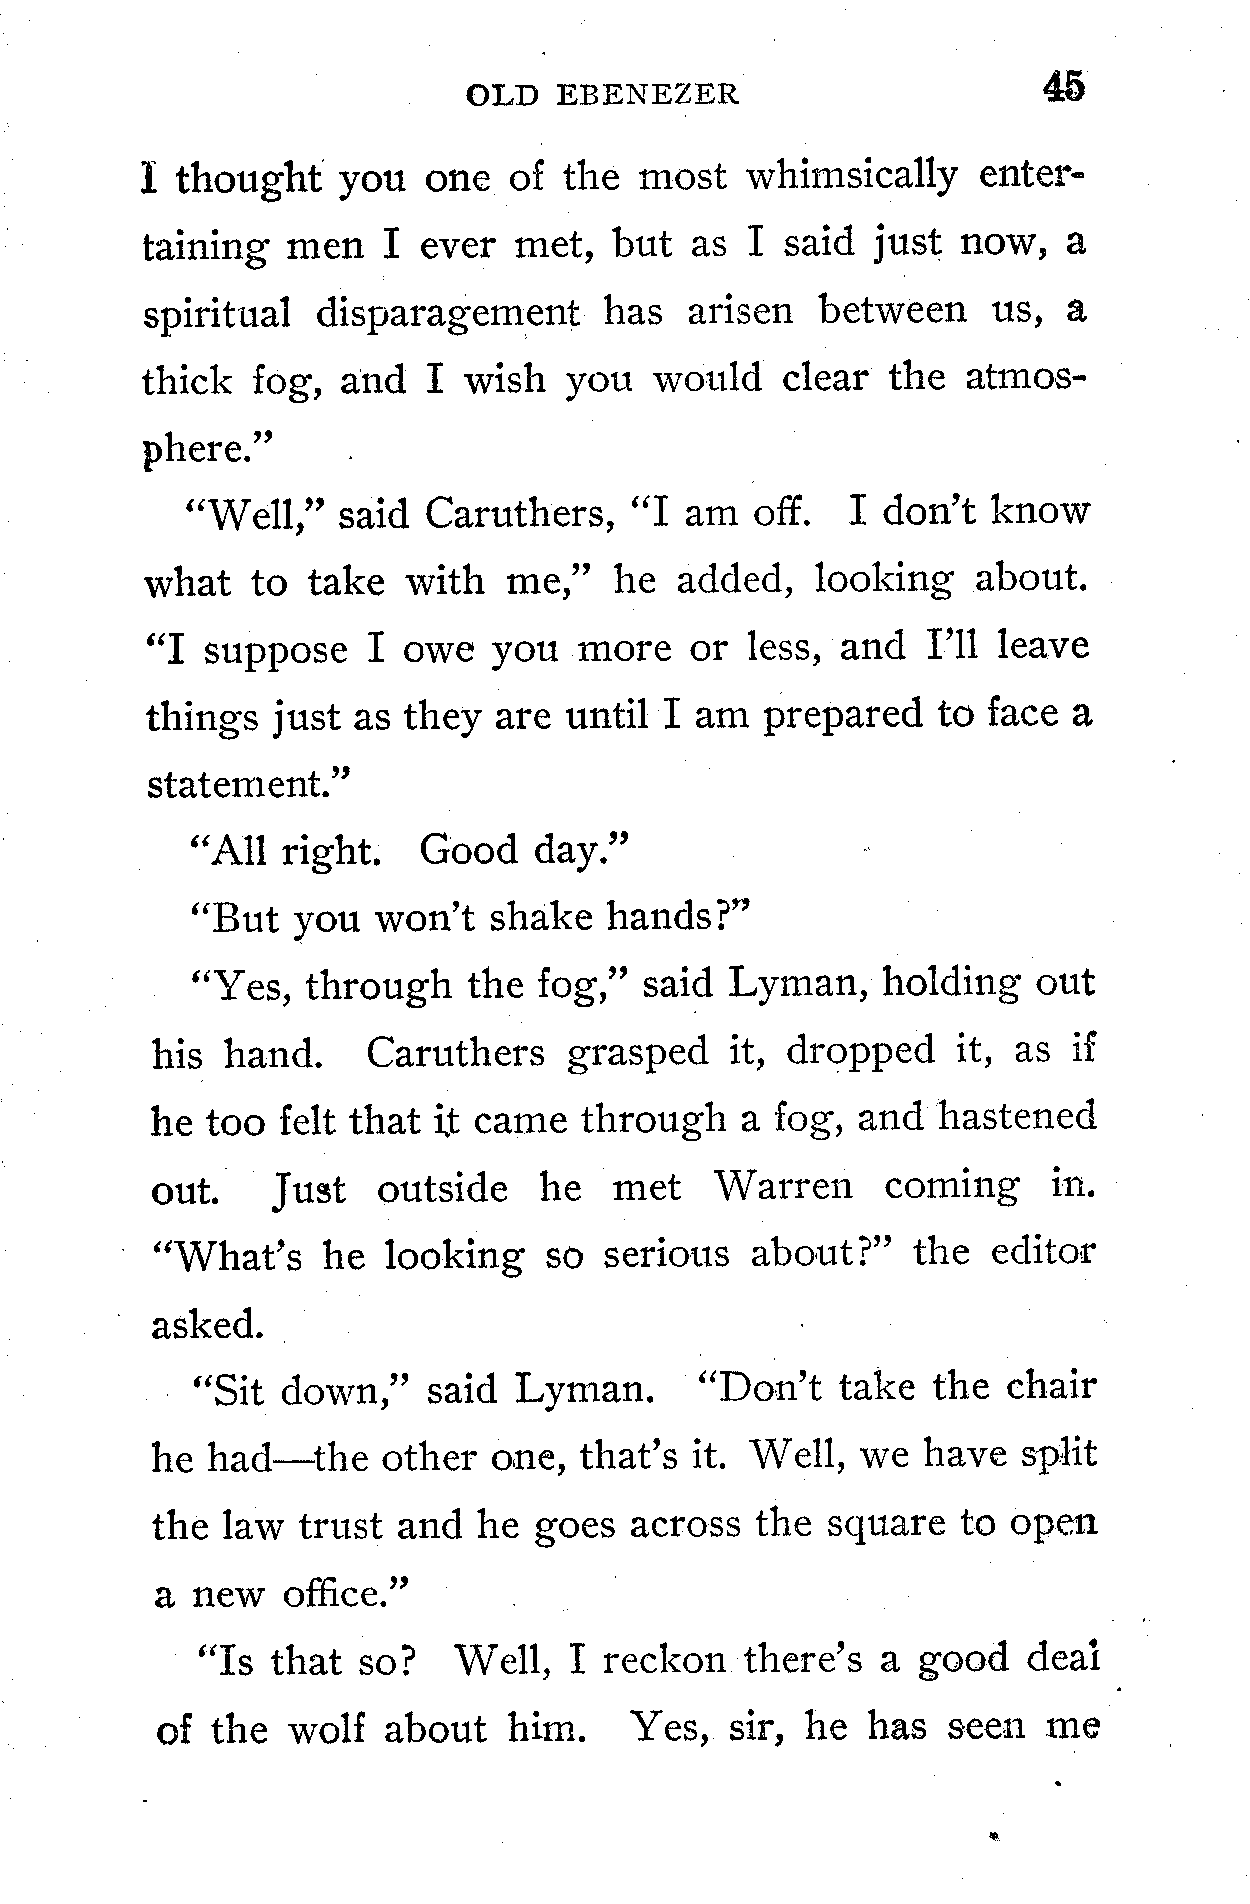 OLD EBENEZER 45
I thought you one of the most whimsically enter-
taining men I ever met, but as I said just now, a
spiritual disparagement has arisen between us, a
thick fog, and I wish you would clear the atmos-
phere.”
“Well,” said Caruthers, “I am off. I don’t know
what to take with me,” he added, looking about.
“I suppose I owe you more or less, and I’ll leave
things just as they are until I am prepared to face a
statement.”
“All right. Good day.”
“But you won’t shake hands?”
“Yes, through the fog,” said Lyman, holding out
his hand. Caruthers grasped it, dropped it, as if
he too felt that it came through a fog, and hastened
out. Just outside he met Warren coming in.
“What’s he looking so serious about?” the editor
asked.
“Sit down,” said Lyman. “Don’t take the chair
he had—the other one, that’s it. Well, we have split
the law trust and he goes across the square to open
a new office.”
“Is that so? Well, I reckon there’s a good deal
of the wolf about him. Yes, sir, he has seen me